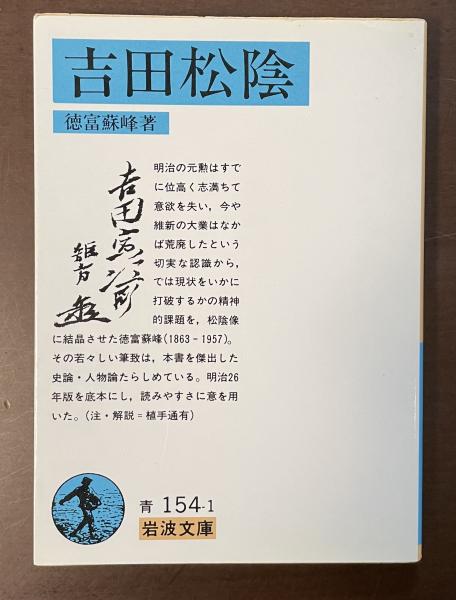 吉田松陰
徳富蘇峰著
明治の元勲はすで
に位高く志満ちて
意欲を失い，今や
維新の大業はなか
ば荒廃したという
切実な認識から，
では現状をいかに
打破するかの精神
的課題を，松陰像
に結晶させた徳富蘇峰(1863－1957)。
その若々しい筆致は，本書を傑出した
史論・人物論たらしめている。明治26
年版を底本にし，読みやすさに意を用
いた。(注・解説＝植手通有)
吉田寅次郎
矩方
青 154-1
岩波文庫